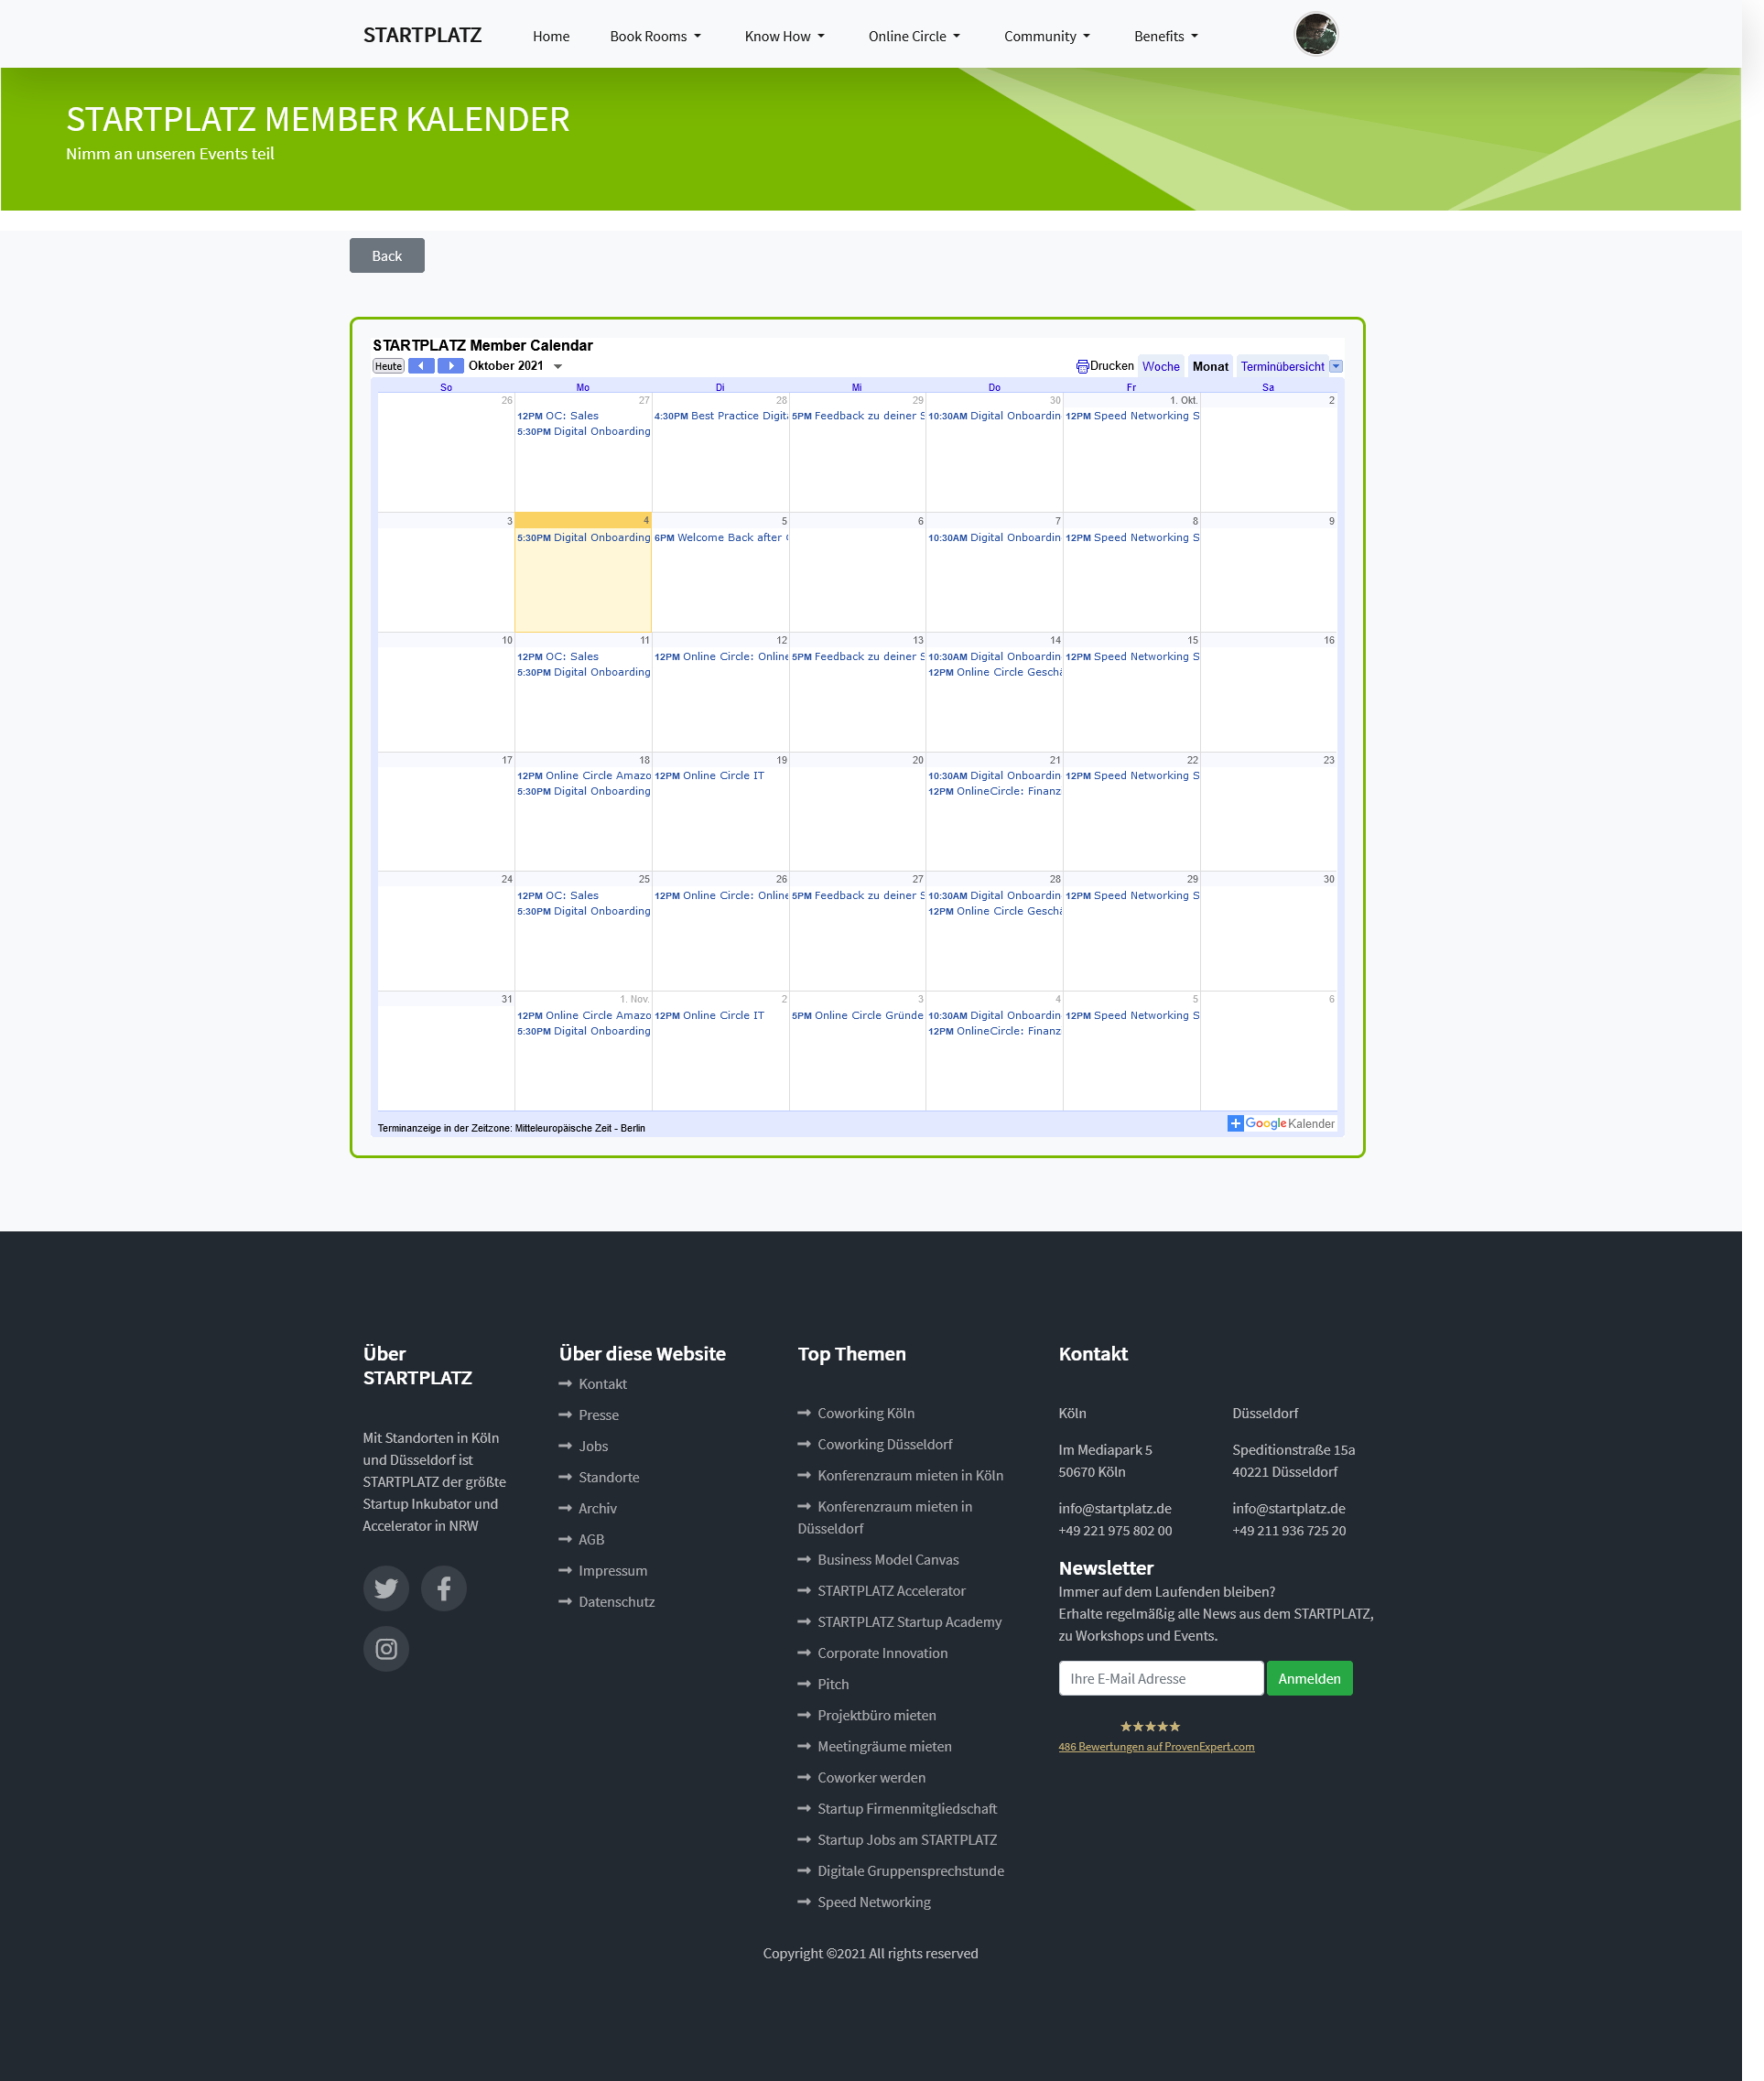 STARTPLATZ Home Book Rooms Know How Online Circle Community Benefits
STARTPLATZ MEMBER KALENDER
Nimm an unseren Events teil
Back
STARTPLATZ Member Calendar
Heute Oktober 2021 Drucken Woche Monat Terminübersicht
So Mo Di Mi Do Fr Sa
26 27 28 29 30 1. Okt. 2
12PM OC: Sales 4:30PM Best Practice Digita 5PM Feedback zu deiner S 10:30AM Digital Onboardin 12PM Speed Networking S
5:30PM Digital Onboarding
3 4 5 6 7 8 9
5:30PM Digital Onboarding 6PM Welcome Back after 10:30AM Digital Onboardin 12PM Speed Networking S
10 11 12 13 14 15 16
12PM OC: Sales 12PM Online Circle: Online 5PM Feedback zu deiner S 10:30AM Digital Onboardin 12PM Speed Networking S
5:30PM Digital Onboarding 12PM Online Circle Geschä
17 18 19 20 21 22 23
12PM Online Circle Amazo 12PM Online Circle IT 10:30AM Digital Onboardin 12PM Speed Networking S
5:30PM Digital Onboarding 12PM OnlineCircle: Finanz
24 25 26 27 28 29 30
12PM OC: Sales 12PM Online Circle: Online 5PM Feedback zu deiner S 10:30AM Digital Onboardin 12PM Speed Networking S
5:30PM Digital Onboarding 12PM Online Circle Geschä
31 1. Nov. 2 3 4 5 6
12PM Online Circle Amazo 12PM Online Circle IT 5PM Online Circle Gründe 10:30AM Digital Onboardin 12PM Speed Networking S
5:30PM Digital Onboarding 12PM OnlineCircle: Finanz
Terminanzeige in der Zeitzone: Mitteleuropäische Zeit - Berlin
Google Kalender
Über
STARTPLATZ
Mit Standorten in Köln
und Düsseldorf ist
STARTPLATZ der größte
Startup Inkubator und
Accelerator in NRW
Über diese Website
Kontakt
Presse
Jobs
Standorte
Archiv
AGB
Impressum
Datenschutz
Top Themen
Coworking Köln
Coworking Düsseldorf
Konferenzraum mieten in Köln
Konferenzraum mieten in
Düsseldorf
Business Model Canvas
STARTPLATZ Accelerator
STARTPLATZ Startup Academy
Corporate Innovation
Pitch
Projektbüro mieten
Meetingräume mieten
Coworker werden
Startup Firmenmitgliedschaft
Startup Jobs am STARTPLATZ
Digitale Gruppensprechstunde
Speed Networking
Kontakt
Köln
Im Mediapark 5
50670 Köln
info@startplatz.de
+49 221 975 802 00
Düsseldorf
Speditionstraße 15a
40221 Düsseldorf
info@startplatz.de
+49 211 936 725 20
Newsletter
Immer auf dem Laufenden bleiben?
Erhalte regelmäßig alle News aus dem STARTPLATZ,
zu Workshops und Events.
Ihre E-Mail Adresse Anmelden
★★★★★
486 Bewertungen auf ProvenExpert.com
Copyright ©2021 All rights reserved